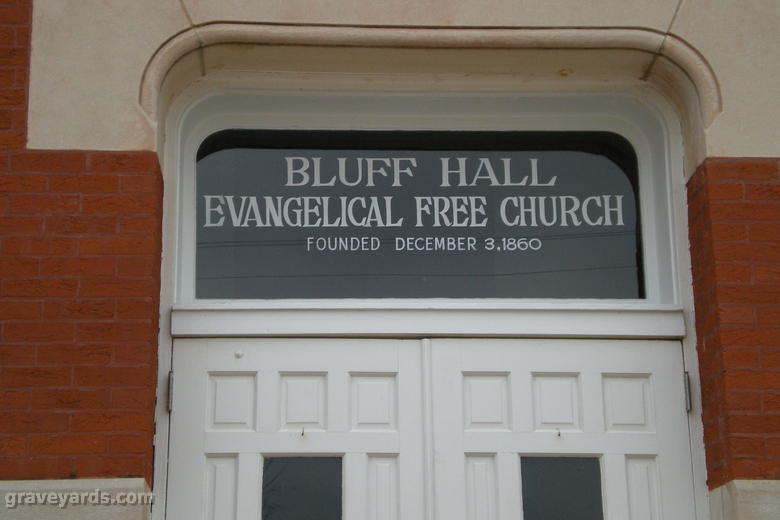 BLUFF HALL
EVANGELICAL FREE CHURCH
FOUNDED DECEMBER 3.1860
graveyards.com